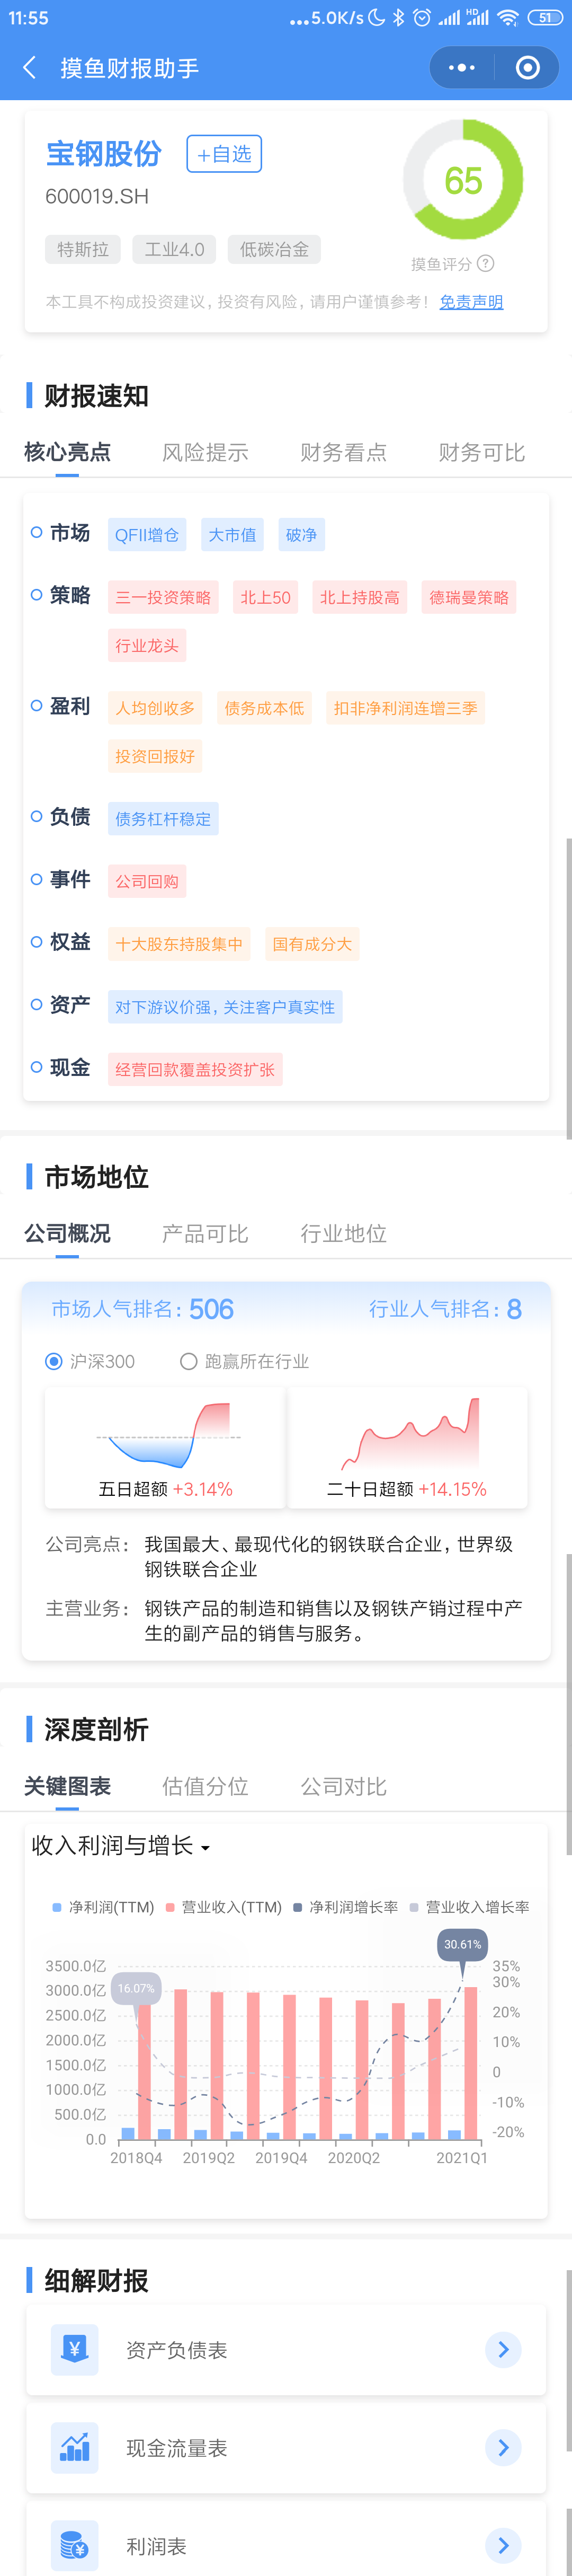 11:55
...5.0K/s
HD
51
摸鱼财报助手
宝钢股份
+自选
600019.SH
65
特斯拉
工业4.0
低碳冶金
摸鱼评分
?
本工具不构成投资建议，投资有风险，请用户谨慎参考！ 免责声明
财报速知
核心亮点 风险提示 财务看点 财务可比
市场 QFII增仓 大市值 破净
策略 三一投资策略 北上50 北上持股高 德瑞曼策略
行业龙头
盈利 人均创收多 债务成本低 扣非净利润连增三季
投资回报好
负债 债务杠杆稳定
事件 公司回购
权益 十大股东持股集中 国有成分大
资产 对下游议价强，关注客户真实性
现金 经营回款覆盖投资扩张
市场地位
公司概况 产品可比 行业地位
市场人气排名：506 行业人气排名：8
沪深300 跑赢所在行业
五日超额 +3.14% 二十日超额 +14.15%
公司亮点： 我国最大、最现代化的钢铁联合企业，世界级
钢铁联合企业
主营业务： 钢铁产品的制造和销售以及钢铁产销过程中产
生的副产品的销售与服务。
深度剖析
关键图表 估值分位 公司对比
收入利润与增长
净利润(TTM) 营业收入(TTM) 净利润增长率 营业收入增长率
30.61%
16.07%
3500.0亿 35%
3000.0亿 30%
2500.0亿 20%
2000.0亿 10%
1500.0亿 0
1000.0亿 -10%
500.0亿 -20%
0.0
2018Q4 2019Q2 2019Q4 2020Q2 2021Q1
细解财报
¥
资产负债表
现金流量表
¥
利润表